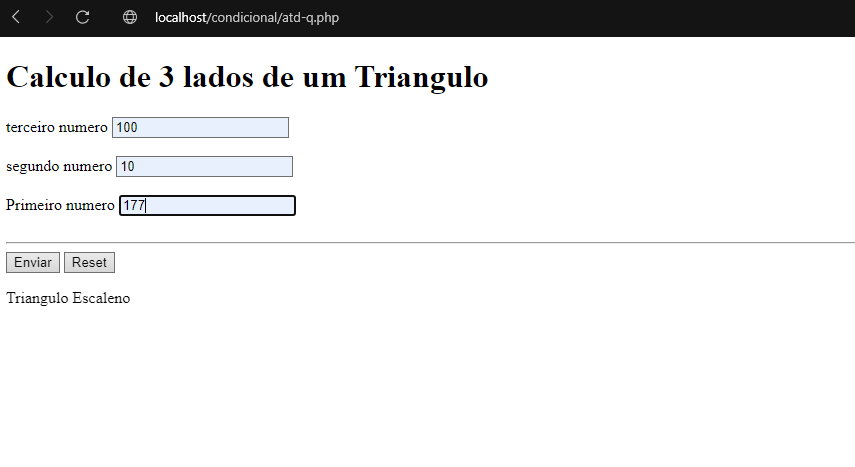 localhost/condicional/atd-q.php
Calculo de 3 lados de um Triangulo
terceiro numero 100
segundo numero 10
Primeiro numero 177
Enviar Reset
Triangulo Escaleno